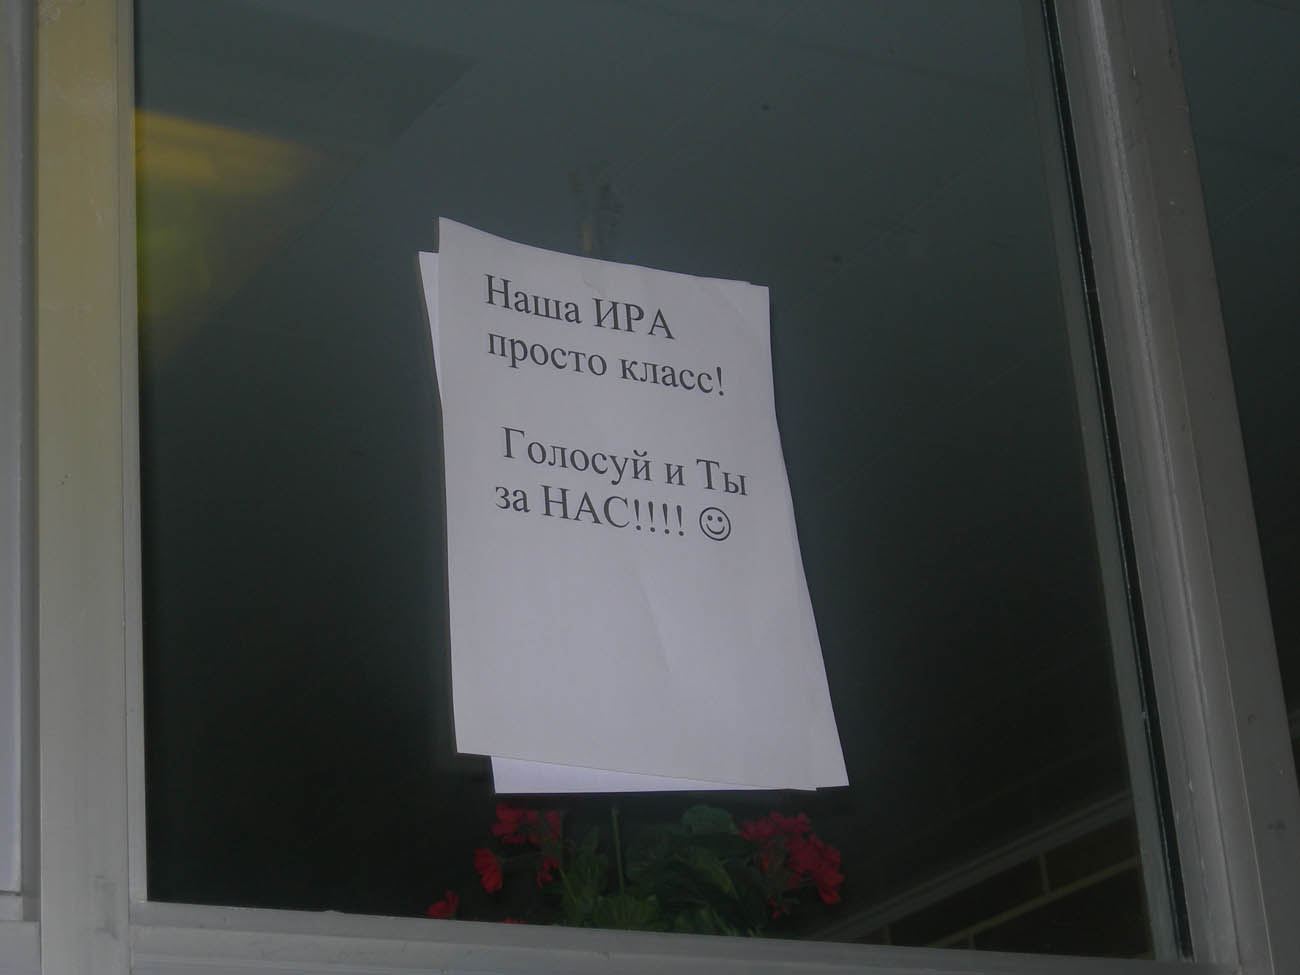 Наша ИРА
просто класс!
Голосуй и Ты
за НАС!!!! ☺